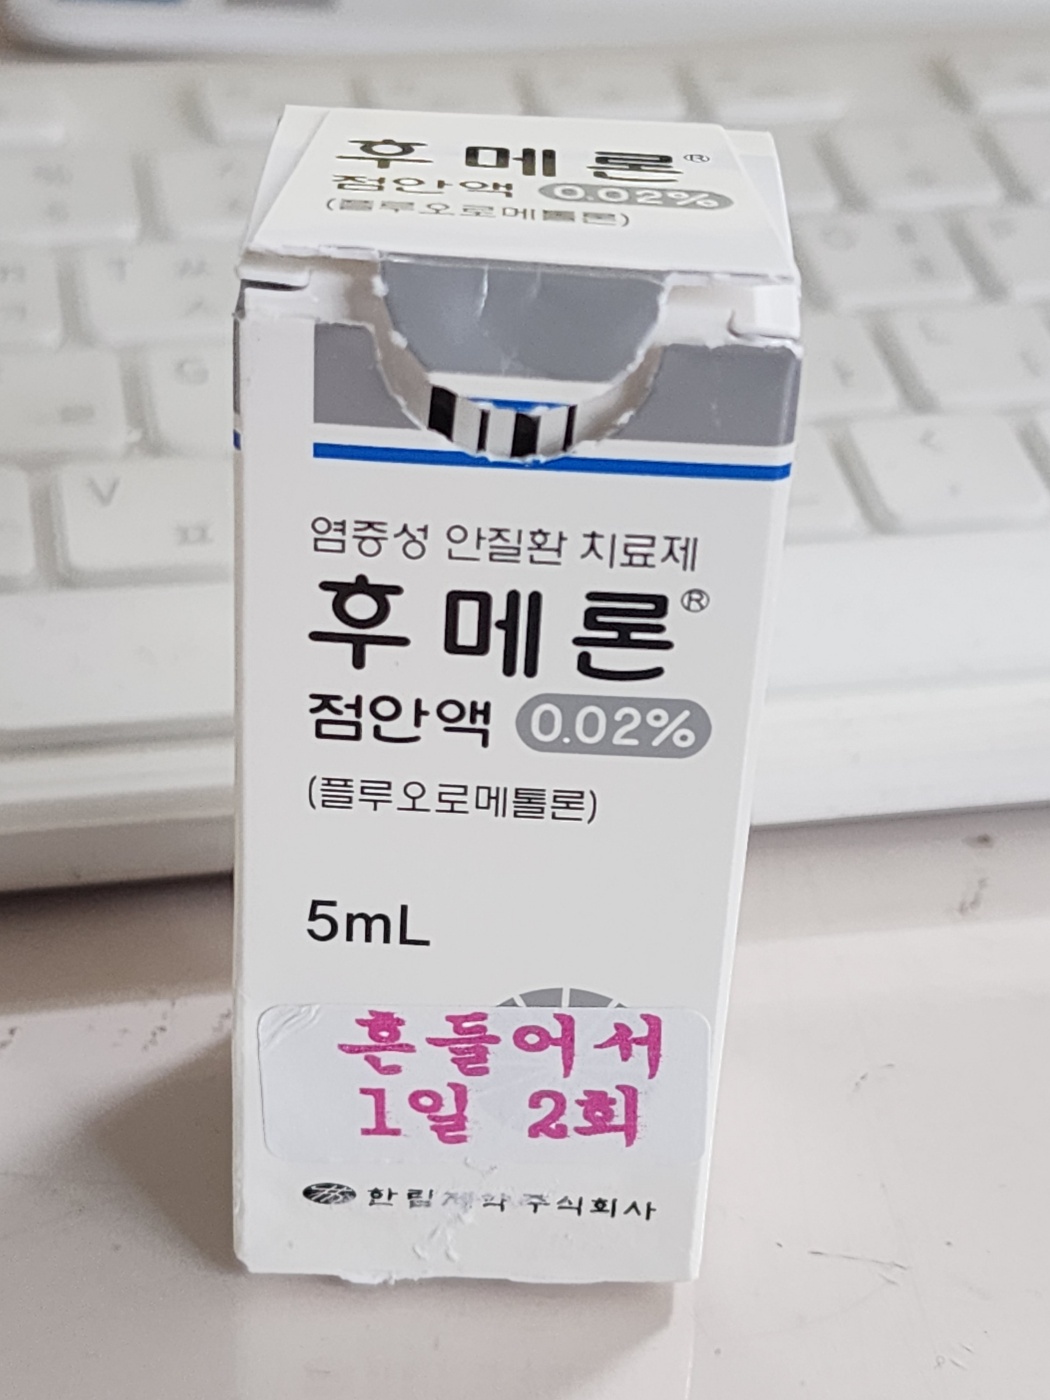 후메론®
점안액 0.02%
(플루오로메톨론)
염증성 안질환 치료제
후메론®
점안액 0.02%
(플루오로메톨론)
5mL
흔들어서
1일 2회
한림제약 주식회사
T ㅅ
V
ㅍ